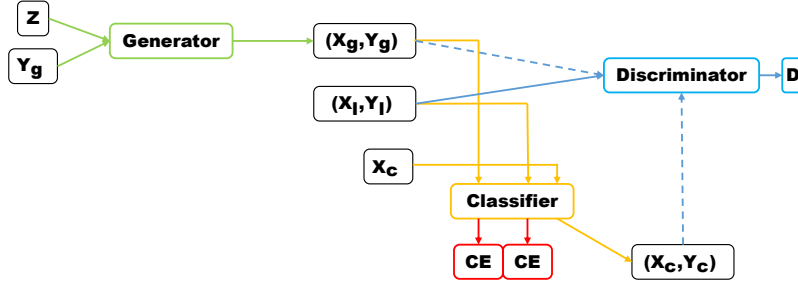 Z
Generator
(Xg,Yg)
Yg
Discriminator
D
(Xl,Yl)
Xc
Classifier
CE
CE
(Xc,Yc)